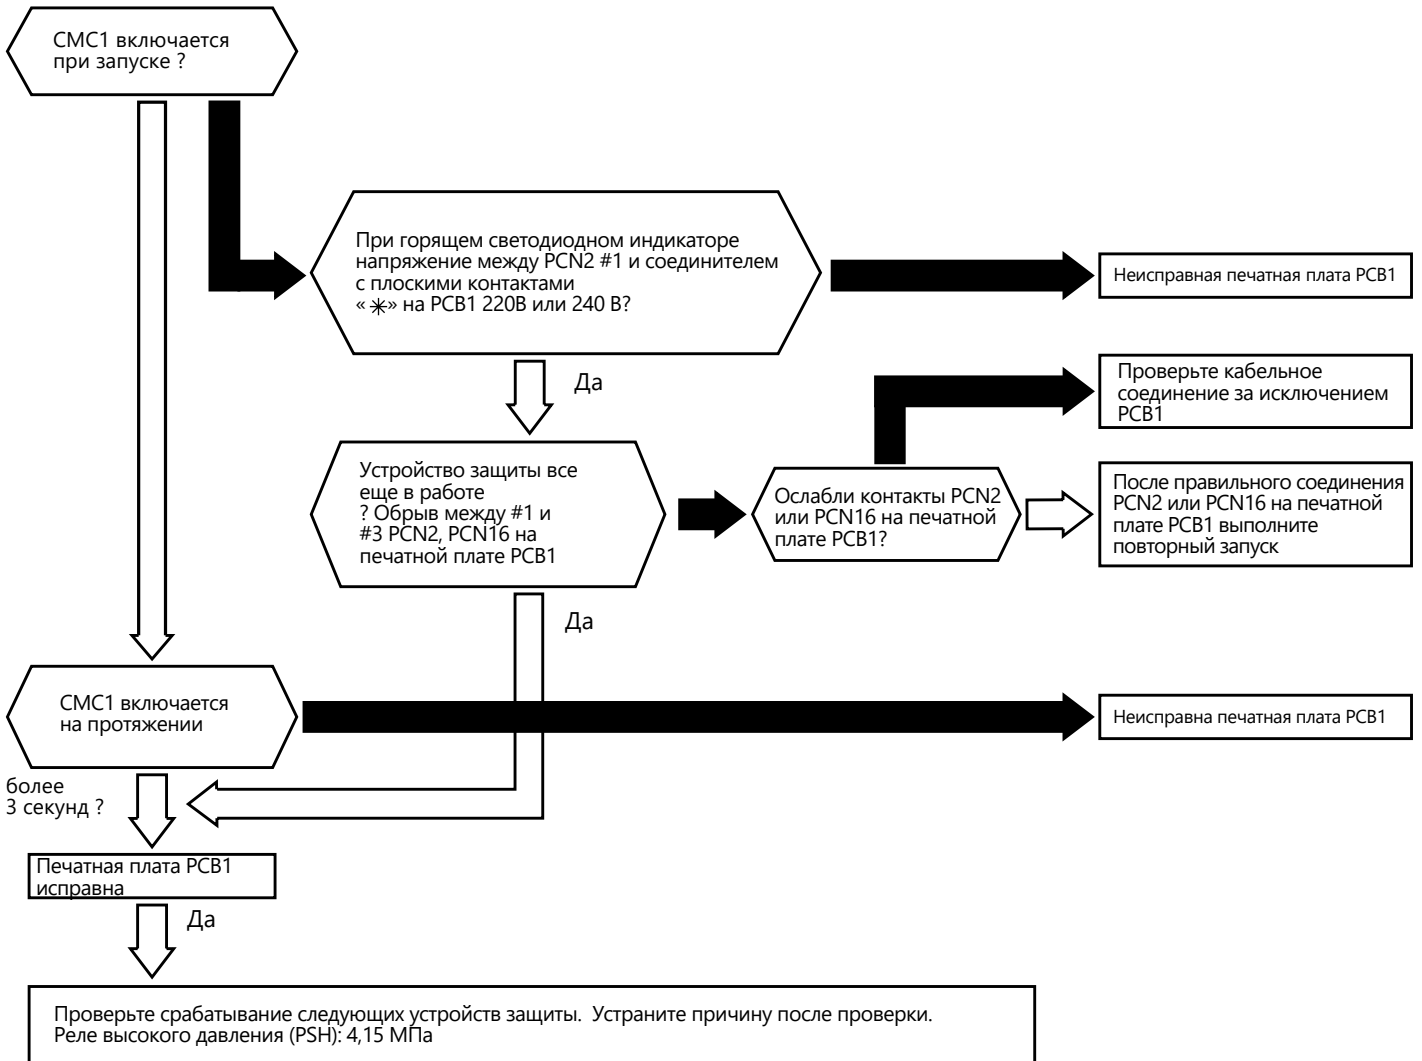 СМС1 включается
при запуске ?
При горящем светодиодном индикаторе
напряжение между PCN2 #1 и соединителем
с плоскими контактами
« ✳» на PCB1 220В или 240 В?
Неисправная печатная плата PCB1
Да
Проверьте кабельное
соединение за исключением
PCB1
Устройство защиты все
еще в работе
? Обрыв между #1 и
#3 PCN2, PCN16 на
печатной плате PCB1
Ослабли контакты PCN2
или PCN16 на печатной
плате PCB1?
После правильного соединения
PCN2 или PCN16 на печатной
плате PCB1 выполните
повторный запуск
Да
СМС1 включается
на протяжении
Неисправна печатная плата PCB1
более
3 секунд ?
Печатная плата PCB1
исправна
Да
Проверьте срабатывание следующих устройств защиты. Устраните причину после проверки.
Реле высокого давления (PSH): 4,15 МПа